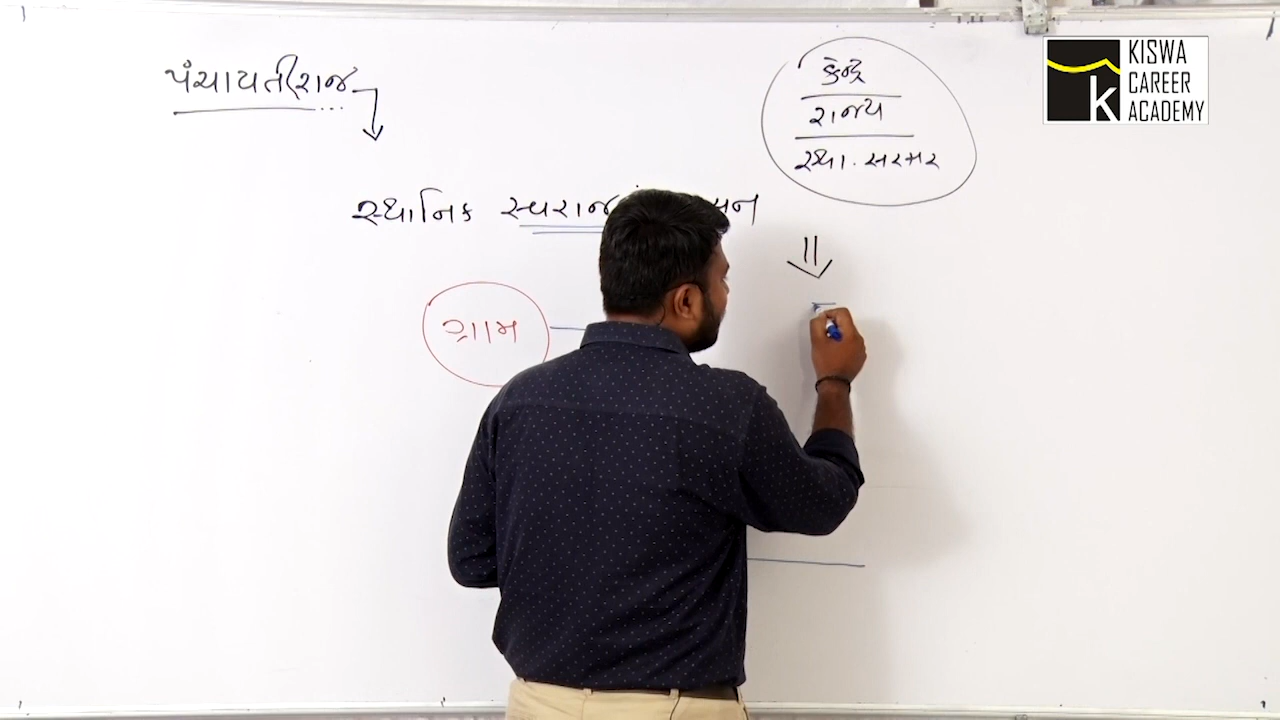 પંચાયતીરાજ
કેન્દ્ર
રાજ્ય
સ્થા. સરકાર
સ્થાનિક સ્વરાજ
ગ્રામ
KISWA
CAREER
ACADEMY
k